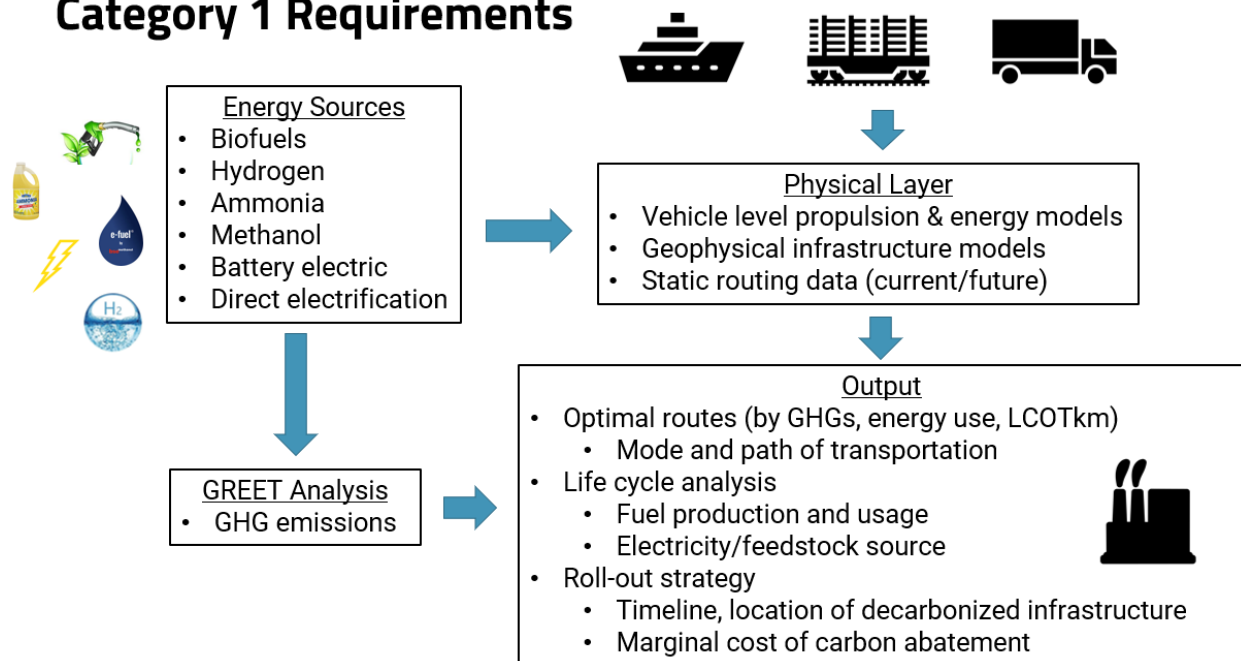 Category 1 Requirements
Energy Sources
• Biofuels
• Hydrogen
• Ammonia
• Methanol
• Battery electric
• Direct electrification
e-fuel
H2
Physical Layer
• Vehicle level propulsion & energy models
• Geophysical infrastructure models
• Static routing data (current/future)
GREET Analysis
• GHG emissions
Output
• Optimal routes (by GHGs, energy use, LCOTkm)
• Mode and path of transportation
• Life cycle analysis
• Fuel production and usage
• Electricity/feedstock source
• Roll-out strategy
• Timeline, location of decarbonized infrastructure
• Marginal cost of carbon abatement